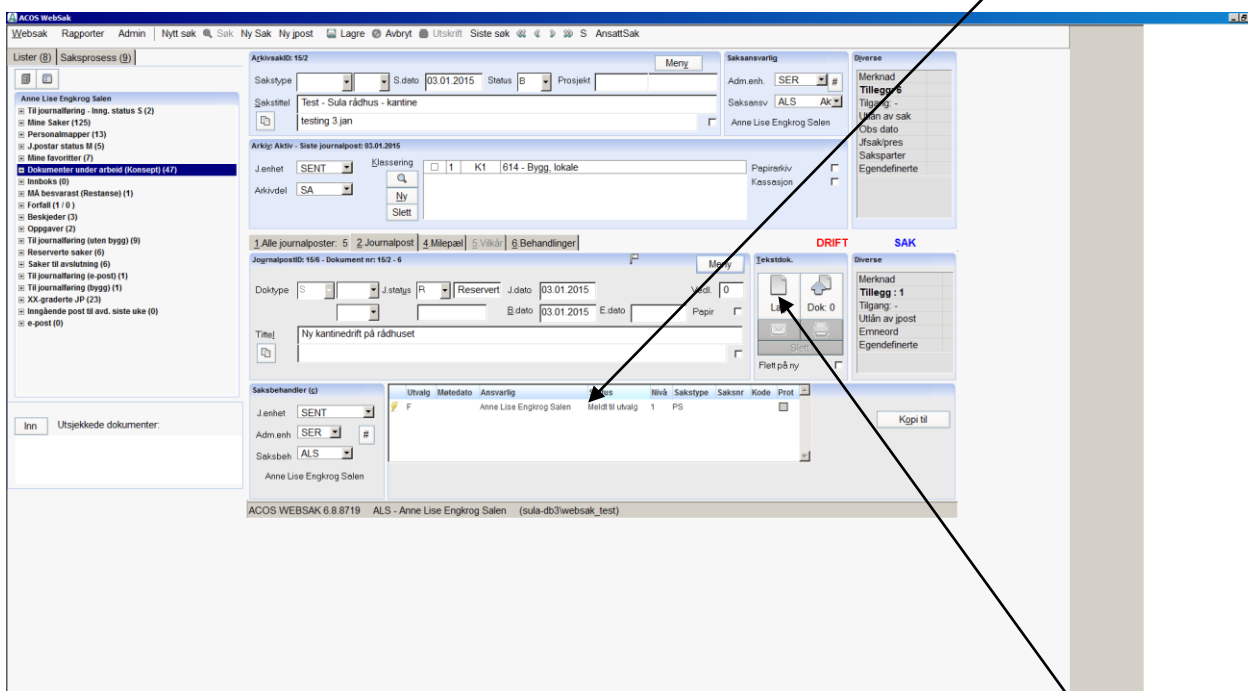 ACOS WebSak
Websak Rapporter Admin Nytt søk Søk Ny Sak Ny jpost Lagre Avbryt Utskrift Siste søk S AnsattSak
Lister (8) Saksprosess (9)
Anne Lise Engkrog Salen
Til journalføring - Inng. status S (2)
Mine Saker (125)
Personalmapper (13)
J.postar status M (5)
Mine favoritter (7)
Dokumenter under arbeid (Konsept) (47)
Innboks (0)
MÅ besvarast (Restanse) (1)
Forfall (1 / 0 )
Beskjeder (3)
Oppgaver (2)
Til journalføring (uten bygg) (9)
Reserverte saker (6)
Saker til avslutning (6)
Til journalføring (e-post) (1)
Til journalføring (bygg) (1)
XX-graderte JP (23)
Inngående post til avd. siste uke (0)
e-post (0)
Inn Utsjekkede dokumenter:
ArkivsakID: 15/2
Meny
Sakstype S.dato 03.01.2015 Status B Prosjekt
Sakstittel Test - Sula rådhus - kantine
testing 3.jan
Saksansvarlig
Adm.enh. SER #
Saksansv ALS Ak
Anne Lise Engkrog Salen
Diverse
Merknad
Tillegg: 6
Tilgang: -
Utlån av sak
Obs dato
Jfsak/pres
Saksparter
Egendefinerte
Arkiv: Aktiv - Siste journalpost: 03.01.2015
J.enhet SENT Klassering 1 K1 614 - Bygg, lokale Papirarkiv
Arkivdel SA Ny Kassasjon
Slett
1.Alle journalposter: 5 2.Journalpost 4.Milepæl 5.Vilkår 6.Behandlinger DRIFT SAK
JournalpostID: 15/6 - Dokument nr: 15/2 - 6
Meny
Doktype S J.status R Reservert J.dato 03.01.2015 Vedl. 0
B.dato 03.01.2015 E.dato Papir
Tittel Ny kantinedrift på rådhuset
Tekstdok.
Dok: 0
Slett
Flett på ny
Diverse
Merknad
Tillegg : 1
Tilgang: -
Utlån av jpost
Emneord
Egendefinerte
Saksbehandler (c)
J.enhet SENT
Adm.enh SER #
Saksbeh ALS
Anne Lise Engkrog Salen
Utvalg Møtedato Ansvarlig Status Nivå Sakstype Saksnr Kode Prot
F Anne Lise Engkrog Salen Meldt til utvalg 1 PS
Kopi til
ACOS WEBSAK 6.8.8719 ALS - Anne Lise Engkrog Salen (sula-db3\websak_test)